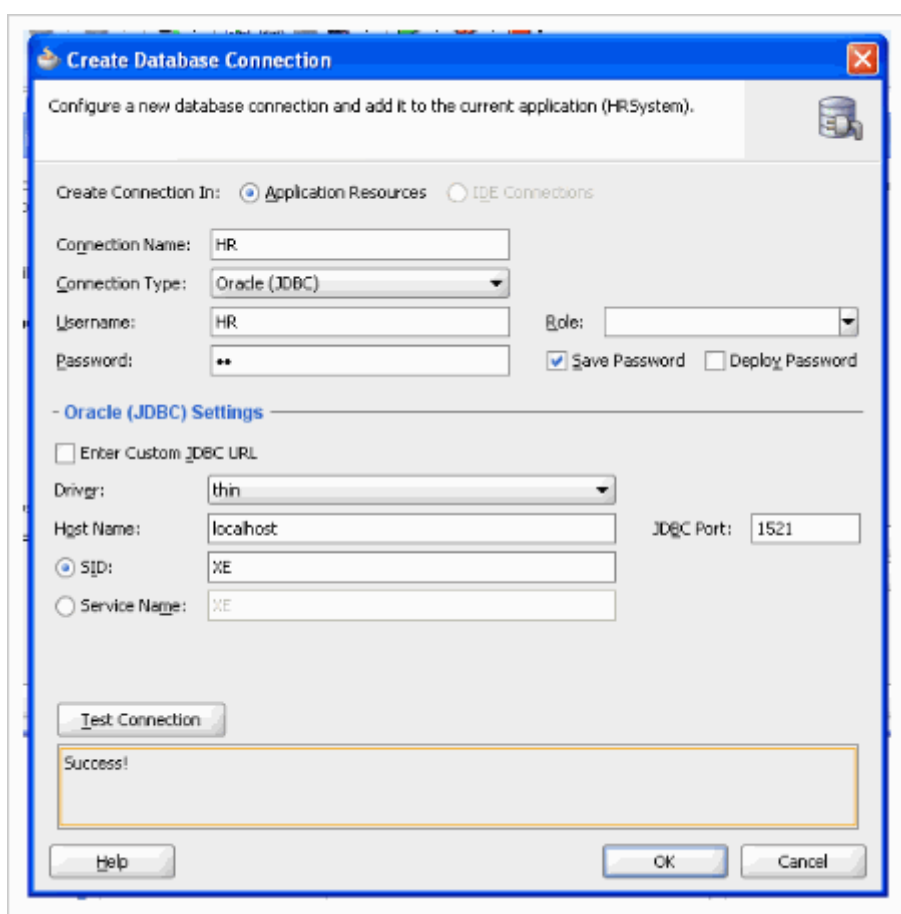 Create Database Connection
Configure a new database connection and add it to the current application (HRSystem).
Create Connection In: Application Resources IDE Connections
Connection Name: HR
Connection Type: Oracle (JDBC)
Username: HR Role:
Password: •• Save Password Deploy Password
Oracle (JDBC) Settings
Enter Custom JDBC URL
Driver: thin
Host Name: localhost JDBC Port: 1521
SID: XE
Service Name: XE
Test Connection
Success!
Help OK Cancel